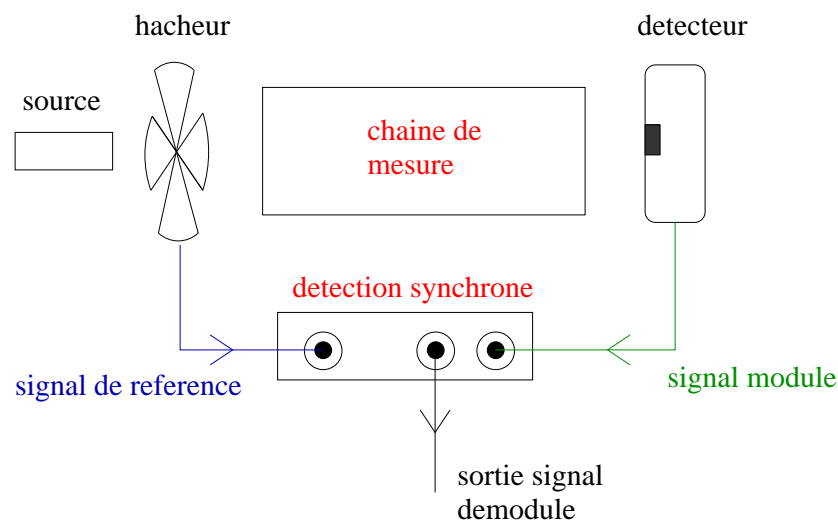 hacheur
detecteur
source
chaine de
mesure
detection synchrone
signal de reference
signal module
sortie signal
demodule